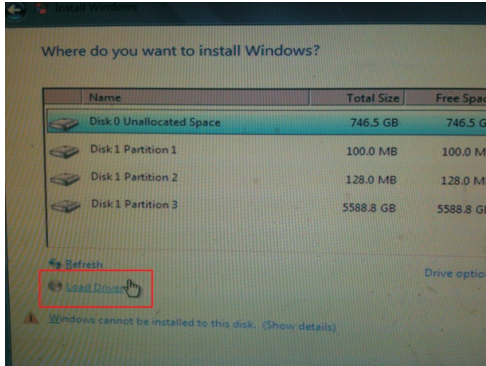 Install Windows
Where do you want to install Windows?
Name Total Size Free Spac
Disk 0 Unallocated Space 746.5 GB 746.5 G
Disk 1 Partition 1 100.0 MB 100.0 M
Disk 1 Partition 2 128.0 MB 128.0 M
Disk 1 Partition 3 5588.8 GB 5588.8 GB
Refresh
Drive optio
Load Driver
Windows cannot be installed to this disk. (Show details)